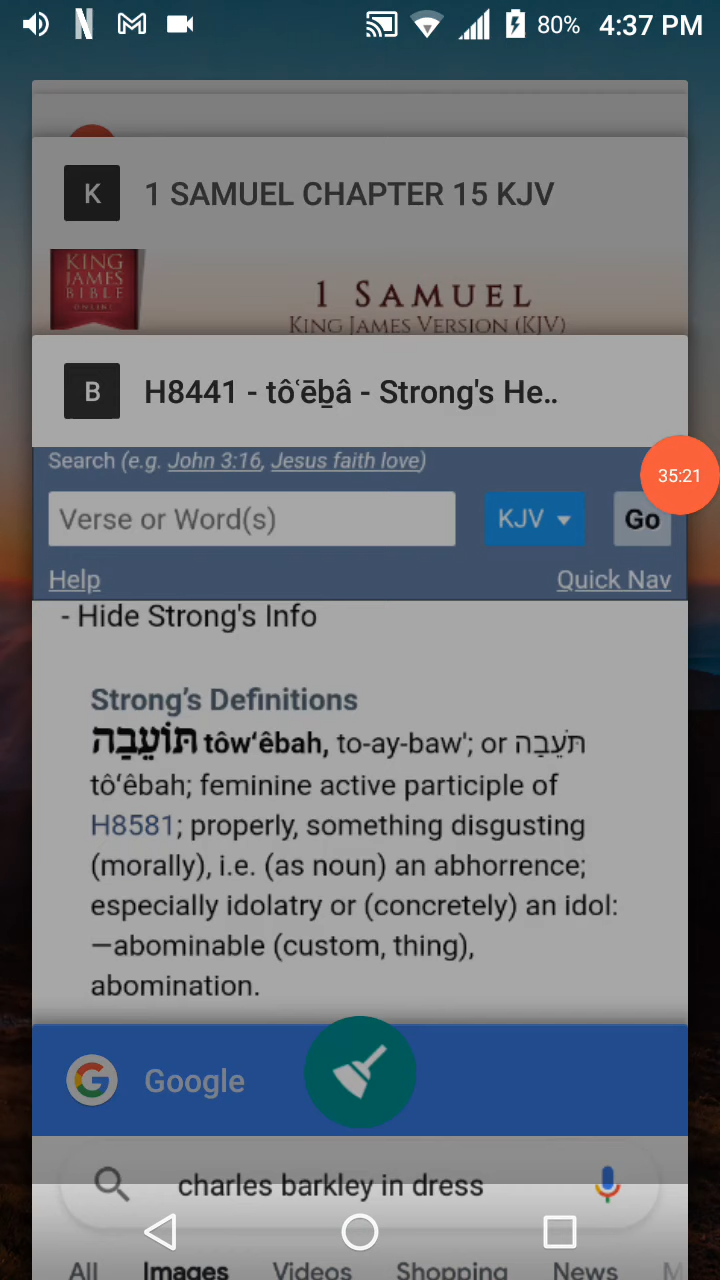 80% 4:37 PM
K 1 SAMUEL CHAPTER 15 KJV
KING
JAMES
BIBLE
ONLINE
1 SAMUEL
KING JAMES VERSION (KJV)
B H8441 - tôʿēḇâ - Strong's He..
Search (e.g. John 3:16, Jesus faith love)
35:21
Verse or Word(s) KJV Go
Help Quick Nav
- Hide Strong's Info
Strong's Definitions
תּוֹעֵבַה tôwʻêbah, to-ay-baw'; or תֹּעֵבַה
tôʻêbah; feminine active participle of
H8581; properly, something disgusting
(morally), i.e. (as noun) an abhorrence;
especially idolatry or (concretely) an idol:
—abominable (custom, thing),
abomination.
G Google
charles barkley in dress
All Images Videos Shopping News M